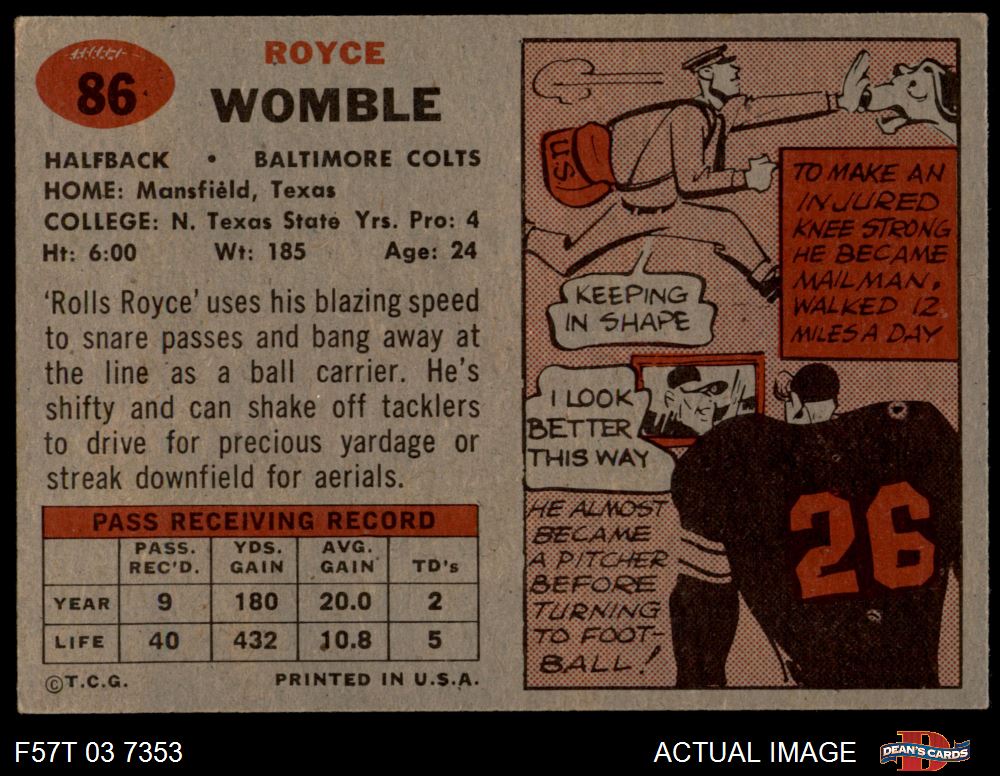 86
ROYCE
WOMBLE
HALFBACK • BALTIMORE COLTS
HOME: Mansfield, Texas
COLLEGE: N. Texas State Yrs. Pro: 4
Ht: 6:00 Wt: 185 Age: 24
'Rolls Royce' uses his blazing speed
to snare passes and bang away at
the line as a ball carrier. He's
shifty and can shake off tacklers
to drive for precious yardage or
streak downfield for aerials.
PASS RECEIVING RECORD
PASS. REC'D. YDS. GAIN AVG. GAIN TD's
YEAR 9 180 20.0 2
LIFE 40 432 10.8 5
©T.C.G. PRINTED IN U.S.A.
US
TO MAKE AN
INJURED
KNEE STRONG
HE BECAME
MAILMAN,
WALKED 12
MILES A DAY
KEEPING
IN SHAPE
I LOOK
BETTER
THIS WAY
HE ALMOST
BECAME
A PITCHER
BEFORE
TURNING
TO FOOT-
BALL!
26
F57T 03 7353
ACTUAL IMAGE
D
DEAN'S CARDS